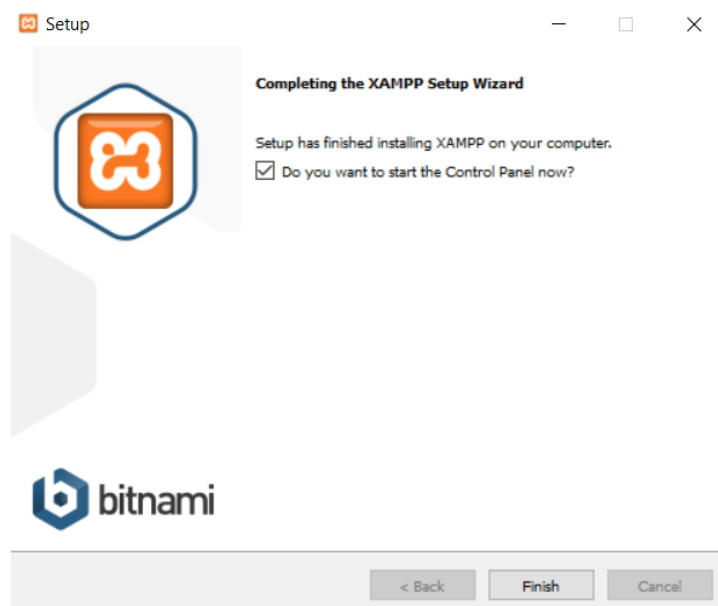 Setup
Completing the XAMPP Setup Wizard
Setup has finished installing XAMPP on your computer.
Do you want to start the Control Panel now?
bitnami
< Back Finish Cancel